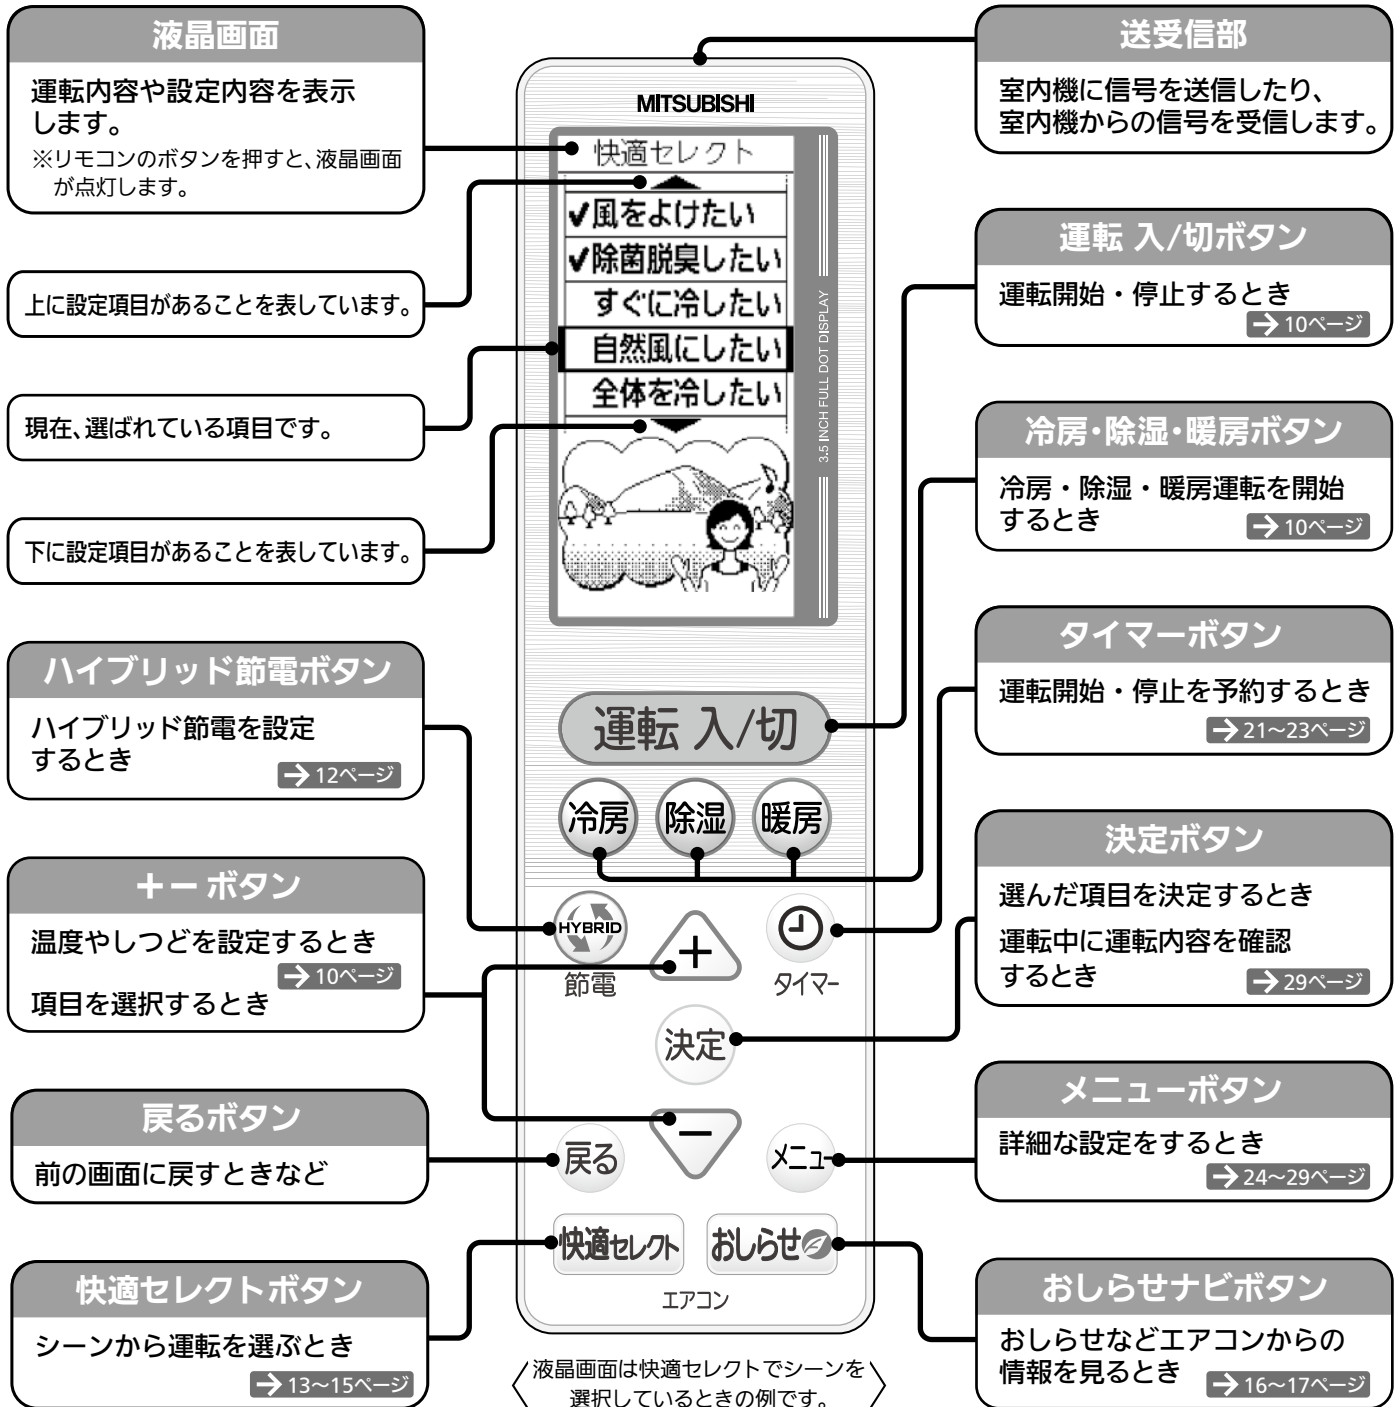 液晶画面
運転内容や設定内容を表示
します。
※リモコンのボタンを押すと、液晶画面
が点灯します。
上に設定項目があることを表しています。
現在、選ばれている項目です。
下に設定項目があることを表しています。
ハイブリッド節電ボタン
ハイブリッド節電を設定
するとき
→12ページ
＋－ボタン
温度やしつどを設定するとき
→10ページ
項目を選択するとき
戻るボタン
前の画面に戻すときなど
快適セレクトボタン
シーンから運転を選ぶとき
→13～15ページ
MITSUBISHI
快適セレクト
▲
✓風をよけたい
✓除菌脱臭したい
すぐに冷したい
自然風にしたい
全体を冷したい
▼
3.5 INCH FULL DOT DISPLAY
運転 入/切
冷房 除湿 暖房
HYBRID
節電
＋
タイマー
決定
戻る
－
メニュー
快適セレクト おしらせ
エアコン
液晶画面は快適セレクトでシーンを
選択しているときの例です。
送受信部
室内機に信号を送信したり、
室内機からの信号を受信します。
運転 入/切ボタン
運転開始・停止するとき
→10ページ
冷房・除湿・暖房ボタン
冷房・除湿・暖房運転を開始
するとき →10ページ
タイマーボタン
運転開始・停止を予約するとき
→21～23ページ
決定ボタン
選んだ項目を決定するとき
運転中に運転内容を確認
するとき →29ページ
メニューボタン
詳細な設定をするとき
→24～29ページ
おしらせナビボタン
おしらせなどエアコンからの
情報を見るとき →16～17ページ